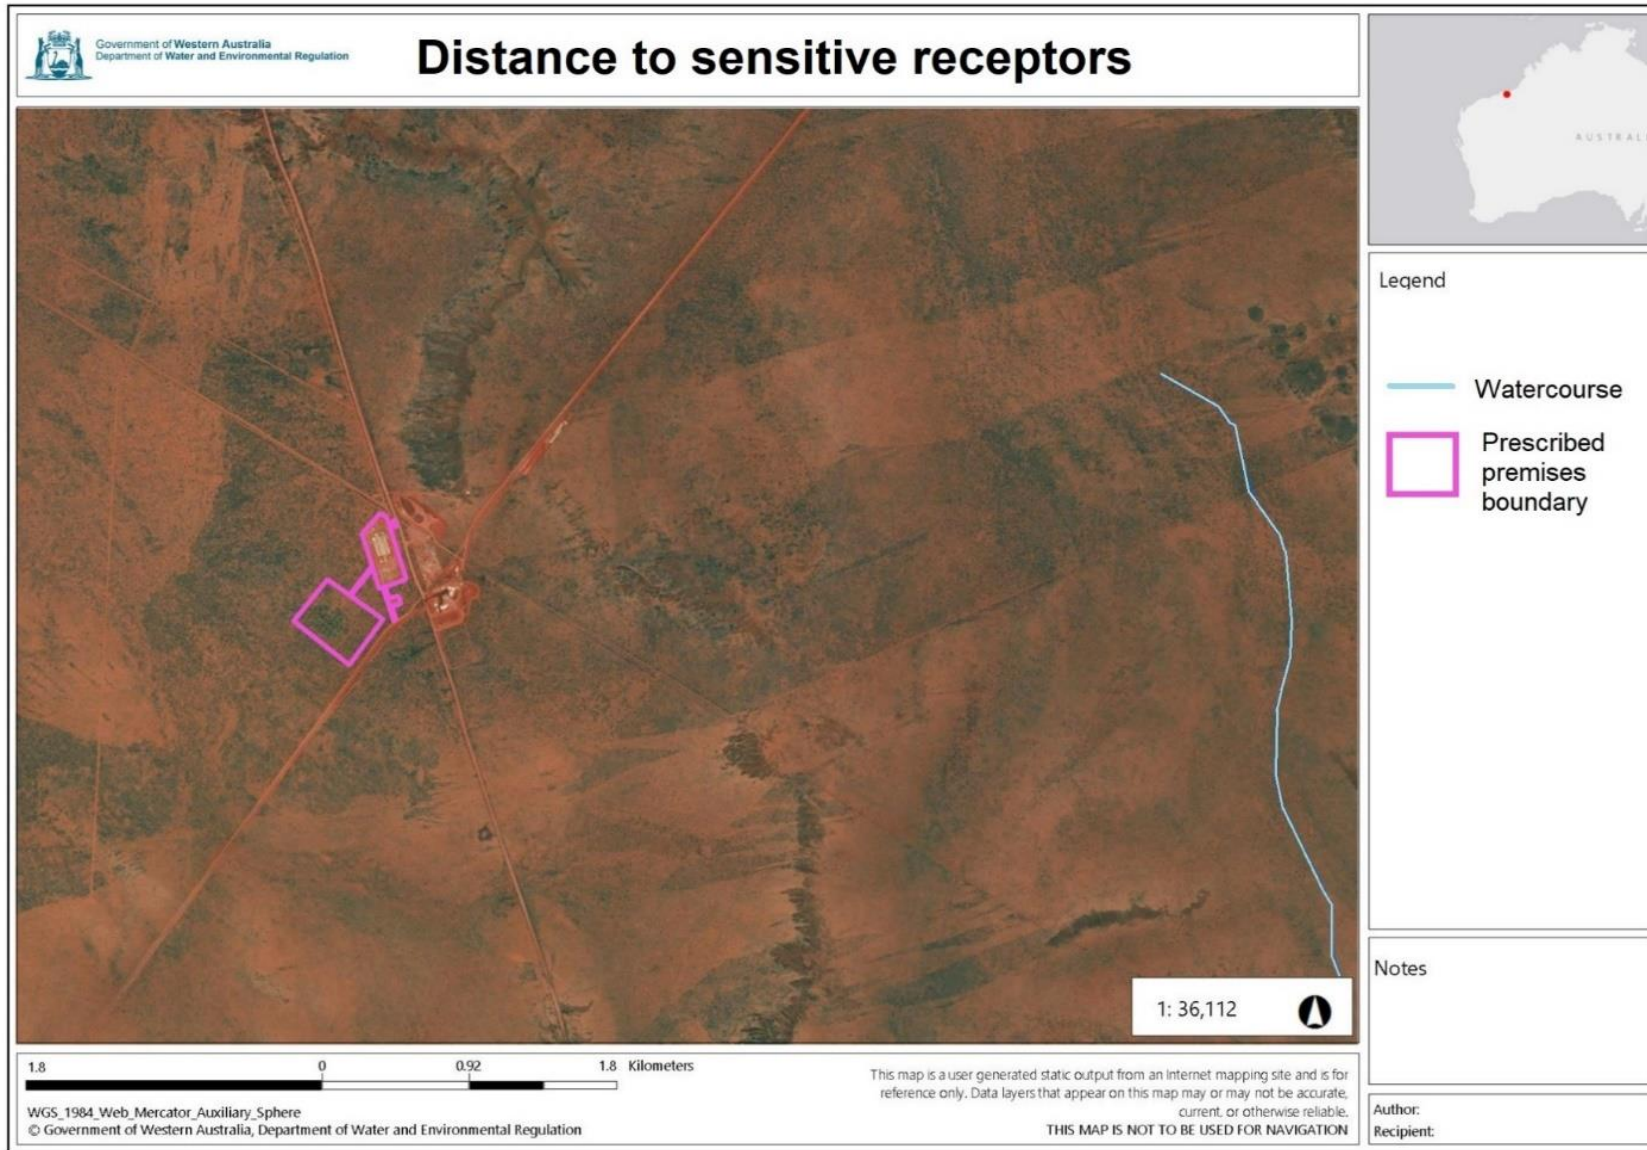 Government of Western Australia
Department of Water and Environmental Regulation
Distance to sensitive receptors
Legend
Watercourse
Prescribed
premises
boundary
1: 36,112
Notes
1.8 0 0.92 1.8 Kilometers
WGS_1984_Web_Mercator_Auxiliary_Sphere
© Government of Western Australia, Department of Water and Environmental Regulation
This map is a user generated static output from an Internet mapping site and is for
reference only. Data layers that appear on this map may or may not be accurate,
current, or otherwise reliable.
THIS MAP IS NOT TO BE USED FOR NAVIGATION
Author:
Recipient: